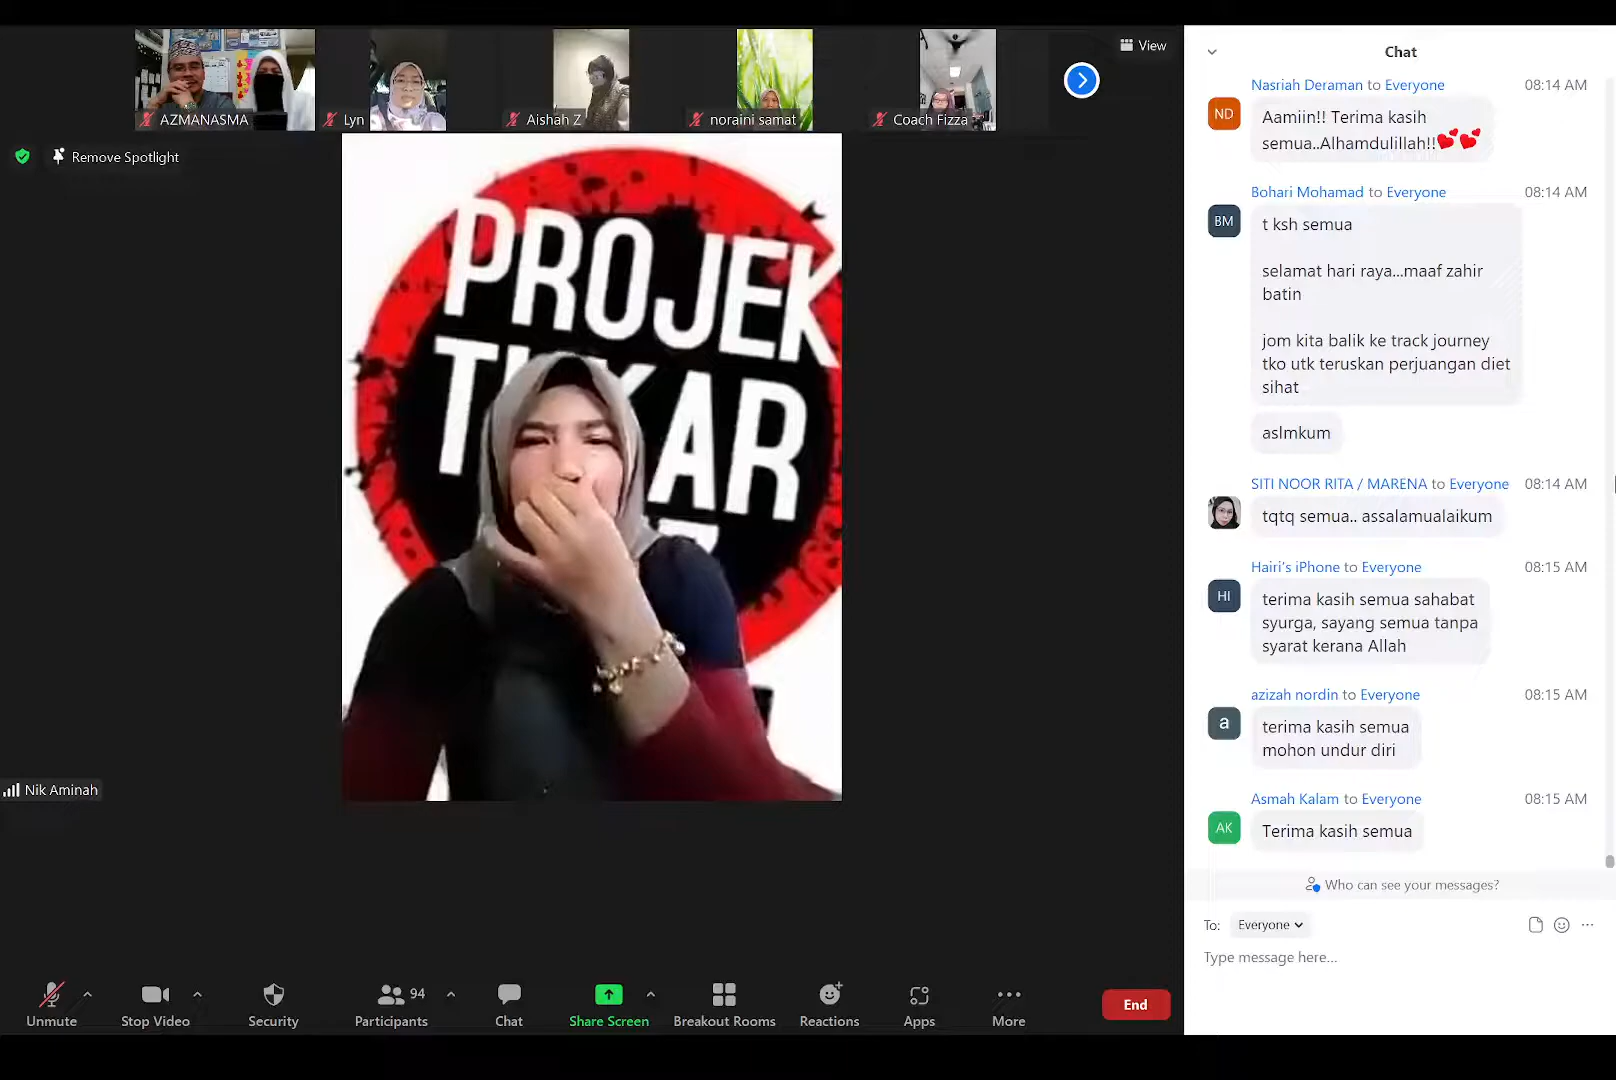 View
AZMANASMA
Lyn
Aishah Z
noraini samat
Coach Fizza
Remove Spotlight
PROJEK
Nik Aminah
Chat
Nasriah Deraman to Everyone 08:14 AM
ND
Aamiin!! Terima kasih
semua..Alhamdulillah!!💕💕
Bohari Mohamad to Everyone 08:14 AM
BM
t ksh semua
selamat hari raya...maaf zahir
batin
jom kita balik ke track journey
tko utk teruskan perjuangan diet
sihat
aslmkum
SITI NOOR RITA / MARENA to Everyone 08:14 AM
tqtq semua.. assalamualaikum
Hairi's iPhone to Everyone 08:15 AM
HI
terima kasih semua sahabat
syurga, sayang semua tanpa
syarat kerana Allah
azizah nordin to Everyone 08:15 AM
a
terima kasih semua
mohon undur diri
Asmah Kalam to Everyone 08:15 AM
AK
Terima kasih semua
Who can see your messages?
To: Everyone
Type message here...
94
Unmute
Stop Video
Security
Participants
Chat
Share Screen
Breakout Rooms
Reactions
Apps
More
End